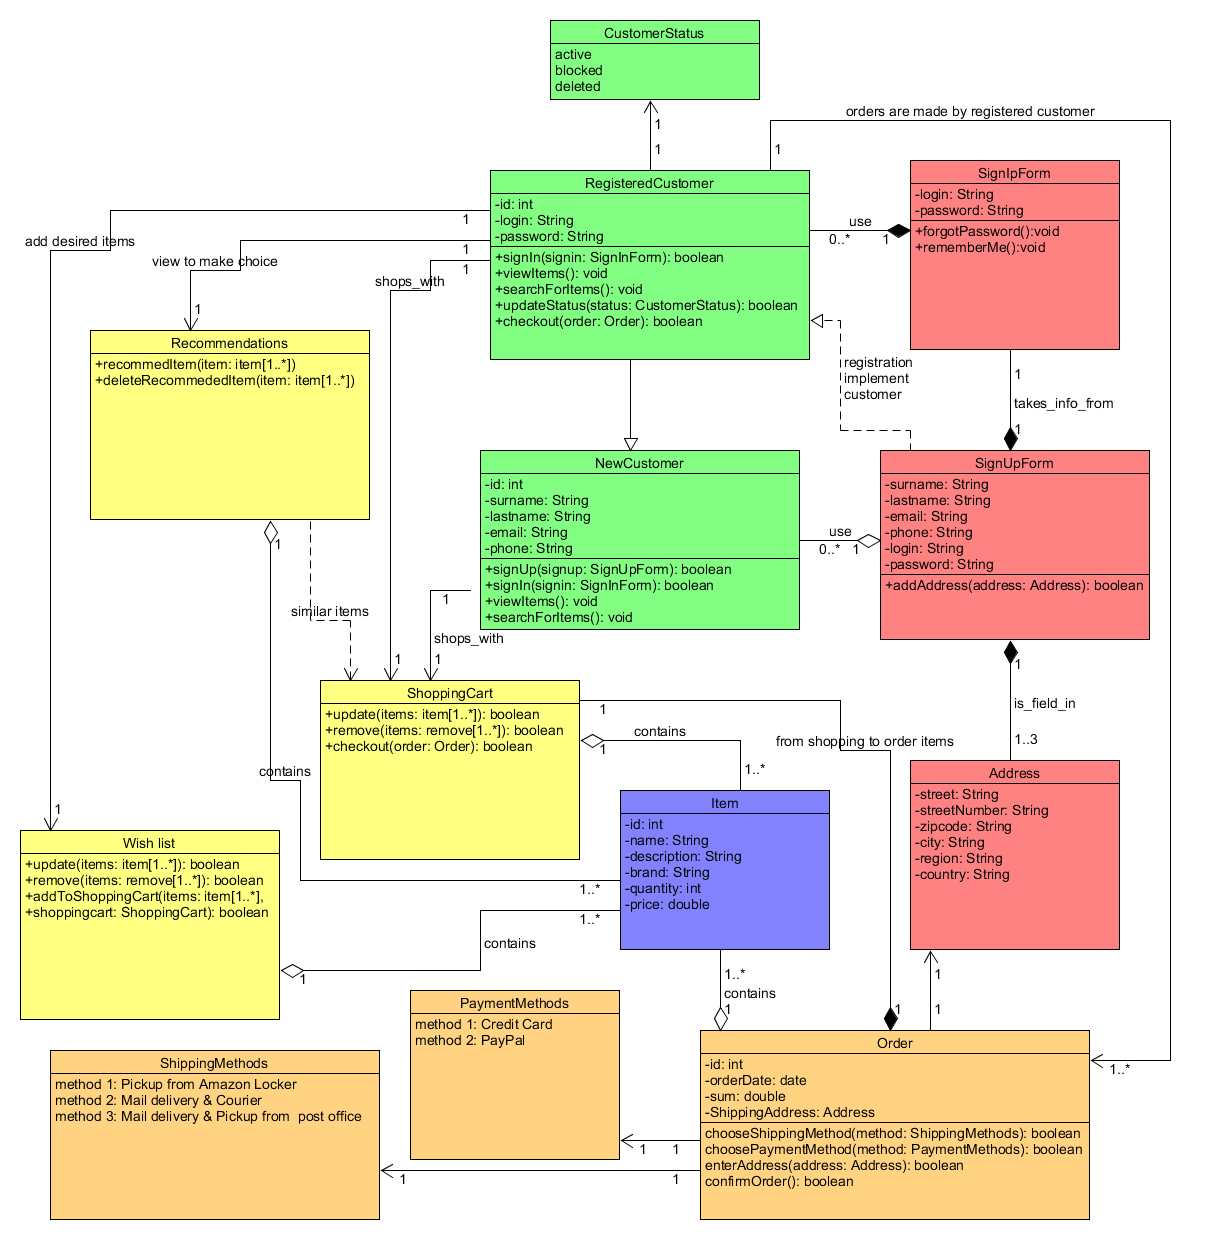 CustomerStatus
active
blocked
deleted
1
1
orders are made by registered customer
1
RegisteredCustomer
-id: int
-login: String
-password: String
+signIn(signin: SignInForm): boolean
+viewItems(): void
+searchForItems(): void
+updateStatus(status: CustomerStatus): boolean
+checkout(order: Order): boolean
SignIpForm
-login: String
-password: String
+forgotPassword():void
+rememberMe():void
use
0..*
1
1
add desired items
1
view to make choice
1
shops_with
1
Recommendations
+recommedItem(item: item[1..*])
+deleteRecommededItem(item: item[1..*])
registration
implement
customer
1
takes_info_from
1
NewCustomer
-id: int
-surname: String
-lastname: String
-email: String
-phone: String
+signUp(signup: SignUpForm): boolean
+signIn(signin: SignInForm): boolean
+viewItems(): void
+searchForItems(): void
SignUpForm
-surname: String
-lastname: String
-email: String
-phone: String
-login: String
-password: String
+addAddress(address: Address): boolean
use
0..*
1
1
similar items
1
shops_with
1
1
1
is_field_in
1..3
ShoppingCart
+update(items: item[1..*]): boolean
+remove(items: remove[1..*]): boolean
+checkout(order: Order): boolean
1
contains
1
1..*
from shopping to order items
contains
Address
-street: String
-streetNumber: String
-zipcode: String
-city: String
-region: String
-country: String
Item
-id: int
-name: String
-description: String
-brand: String
-quantity: int
-price: double
1
Wish list
+update(items: item[1..*]): boolean
+remove(items: remove[1..*]): boolean
+addToShoppingCart(items: item[1..*],
+shoppingcart: ShoppingCart): boolean
1..*
1..*
contains
1
1..*
contains
1
1
1
1
PaymentMethods
method 1: Credit Card
method 2: PayPal
ShippingMethods
method 1: Pickup from Amazon Locker
method 2: Mail delivery & Courier
method 3: Mail delivery & Pickup from  post office
Order
-id: int
-orderDate: date
-sum: double
-ShippingAddress: Address
chooseShippingMethod(method: ShippingMethods): boolean
choosePaymentMethod(method: PaymentMethods): boolean
enterAddress(address: Address): boolean
confirmOrder(): boolean
1..*
1
1
1
1